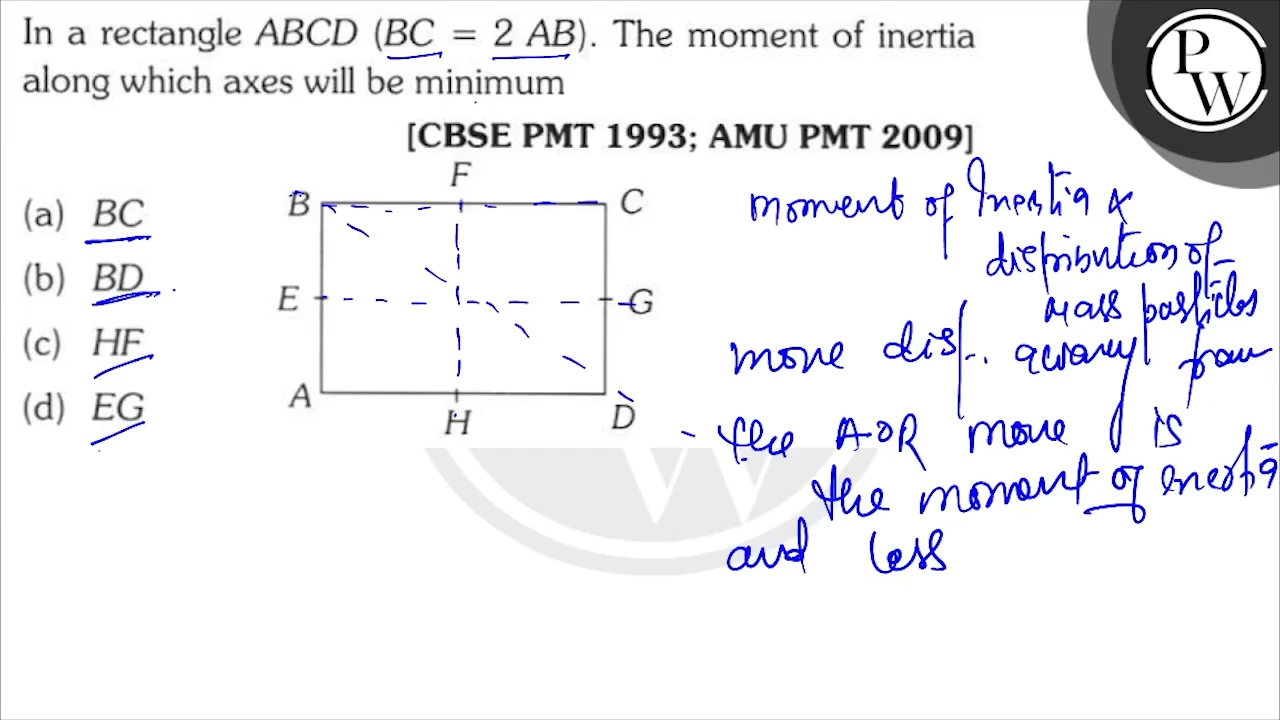 In a rectangle ABCD (BC = 2 AB). The moment of inertia
along which axes will be minimum
[CBSE PMT 1993; AMU PMT 2009]
(a) BC
(b) BD
(c) HF
(d) EG
F
B
C
E
G
A
H
D
moment of Inertia α
distribution of
mass particles
more dis. away from
the AOR more is
the moment of inertia
and less
P
W